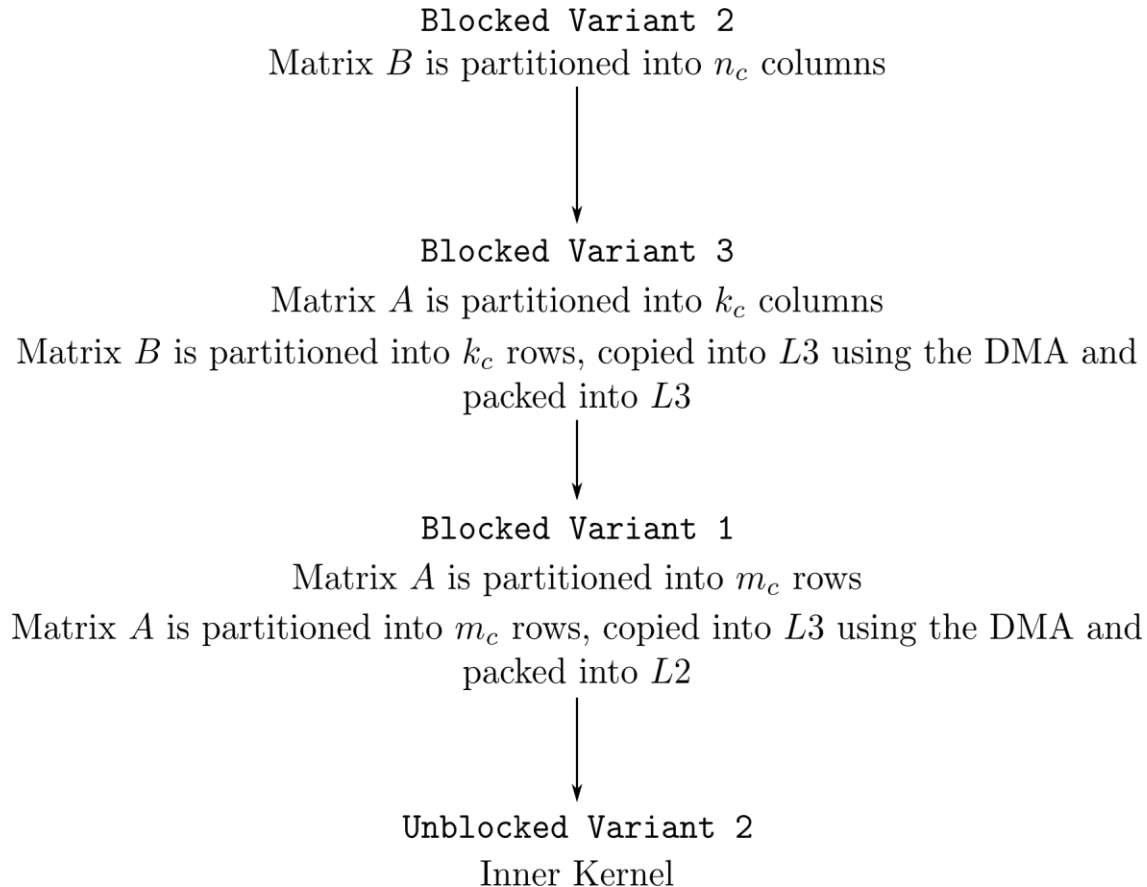 Blocked Variant 2
Matrix B is partitioned into n_c columns
Blocked Variant 3
Matrix A is partitioned into k_c columns
Matrix B is partitioned into k_c rows, copied into L3 using the DMA and
packed into L3
Blocked Variant 1
Matrix A is partitioned into m_c rows
Matrix A is partitioned into m_c rows, copied into L3 using the DMA and
packed into L2
Unblocked Variant 2
Inner Kernel